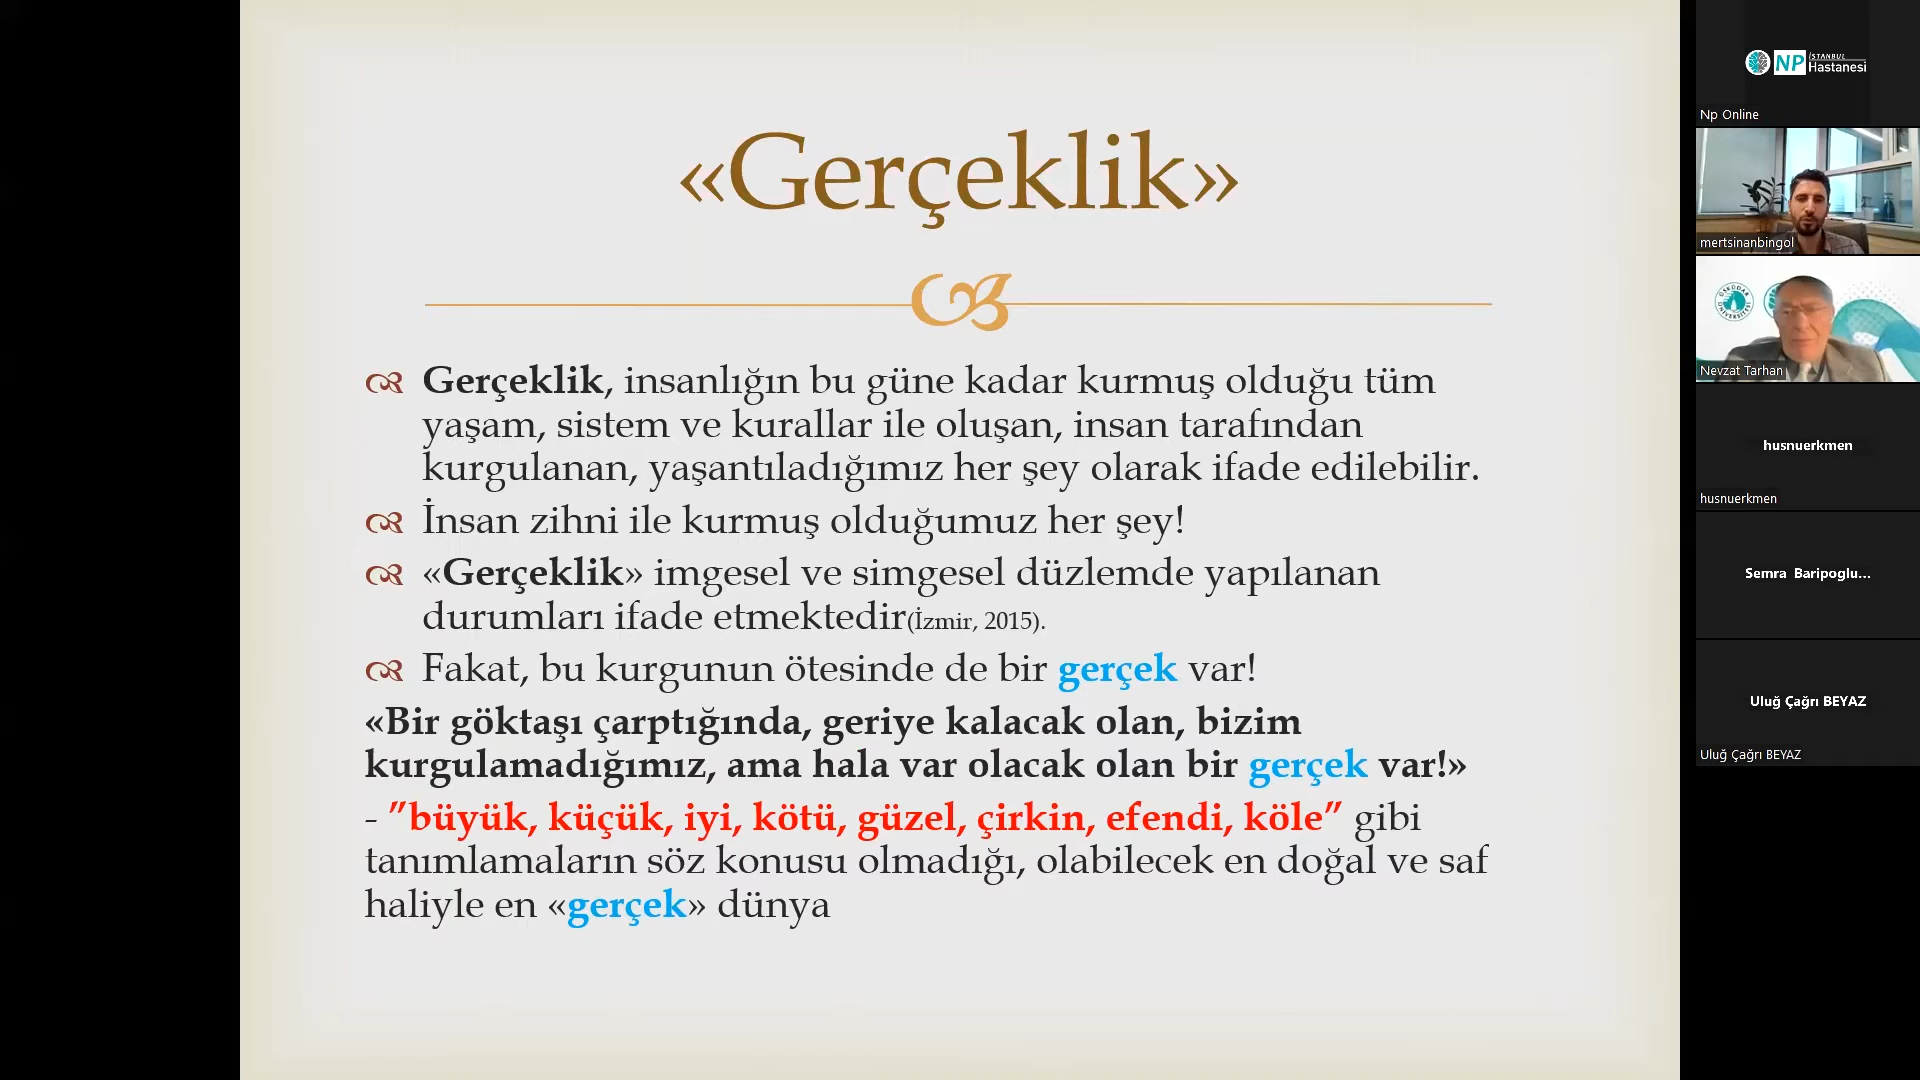 «Gerçeklik»
Gerçeklik, insanlığın bu güne kadar kurmuş olduğu tüm
yaşam, sistem ve kurallar ile oluşan, insan tarafından
kurgulanan, yaşantıladığımız her şey olarak ifade edilebilir.
İnsan zihni ile kurmuş olduğumuz her şey!
«Gerçeklik» imgesel ve simgesel düzlemde yapılanan
durumları ifade etmektedir(İzmir, 2015).
Fakat, bu kurgunun ötesinde de bir gerçek var!
«Bir göktaşı çarptığında, geriye kalacak olan, bizim
kurgulamadığımız, ama hala var olacak olan bir gerçek var!»
- ”büyük, küçük, iyi, kötü, güzel, çirkin, efendi, köle” gibi
tanımlamaların söz konusu olmadığı, olabilecek en doğal ve saf
haliyle en «gerçek» dünya
NP İSTANBUL Hastanesi
Np Online
mertsinanbingol
ÜSKÜDAR ÜNİVERSİTESİ
Nevzat Tarhan
husnuerkmen
husnuerkmen
Semra Baripoglu...
Uluğ Çağrı BEYAZ
Uluğ Çağrı BEYAZ